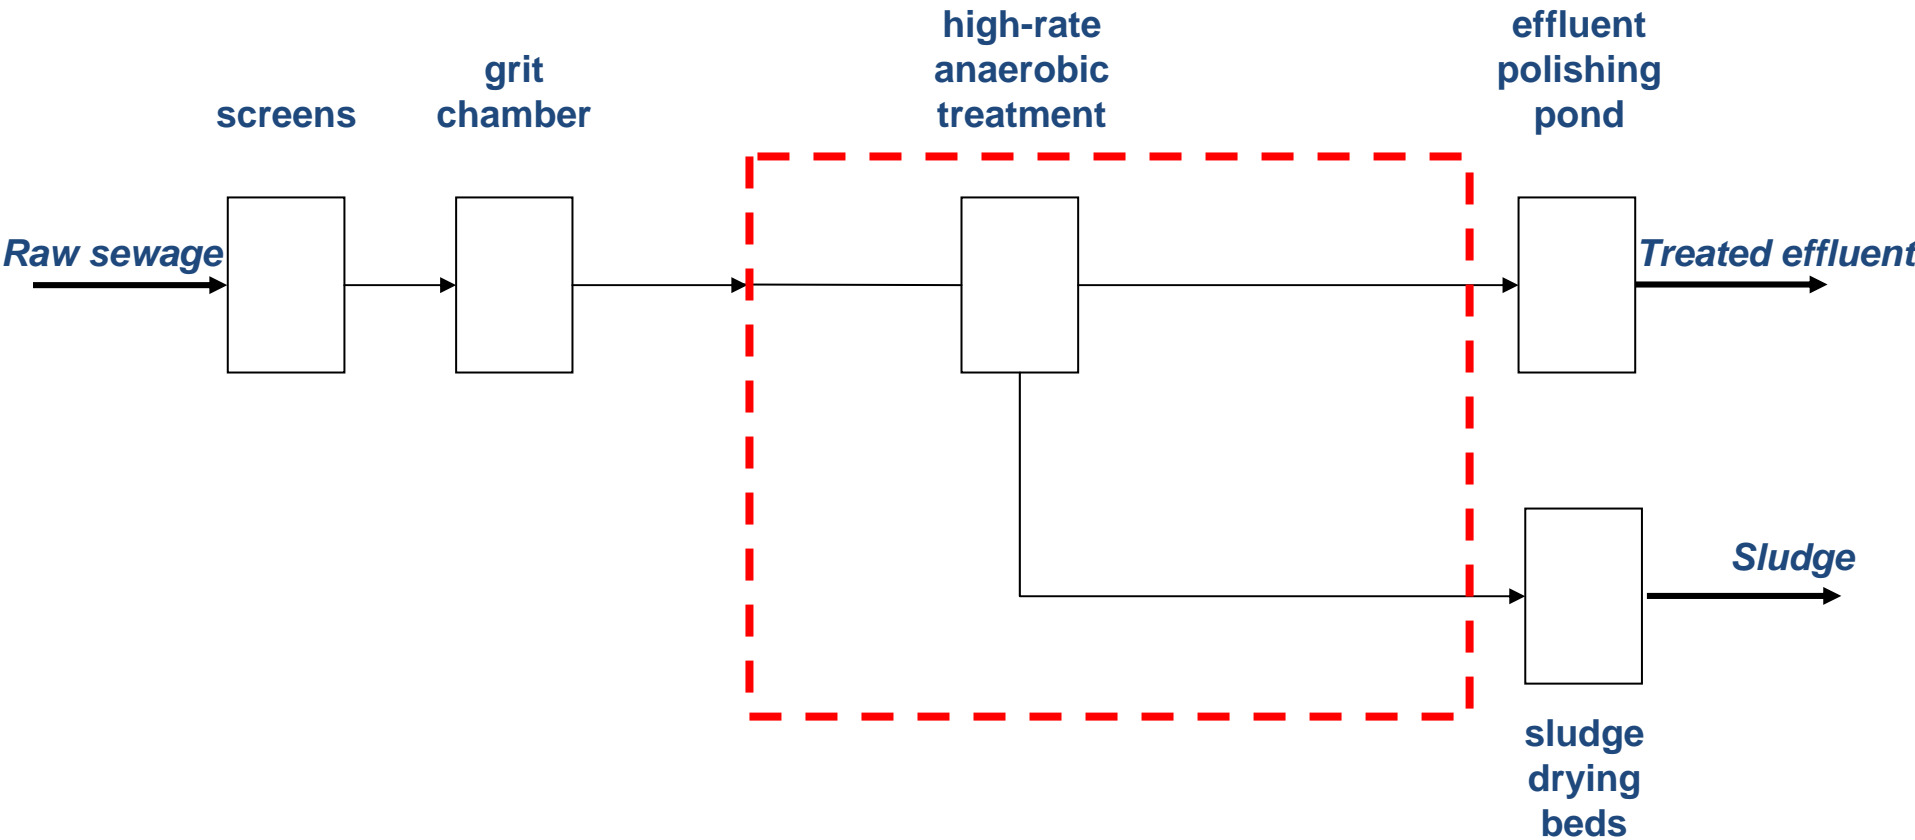 screens
grit
chamber
high-rate
anaerobic
treatment
effluent
polishing
pond
Raw sewage
Treated effluent
Sludge
sludge
drying
beds